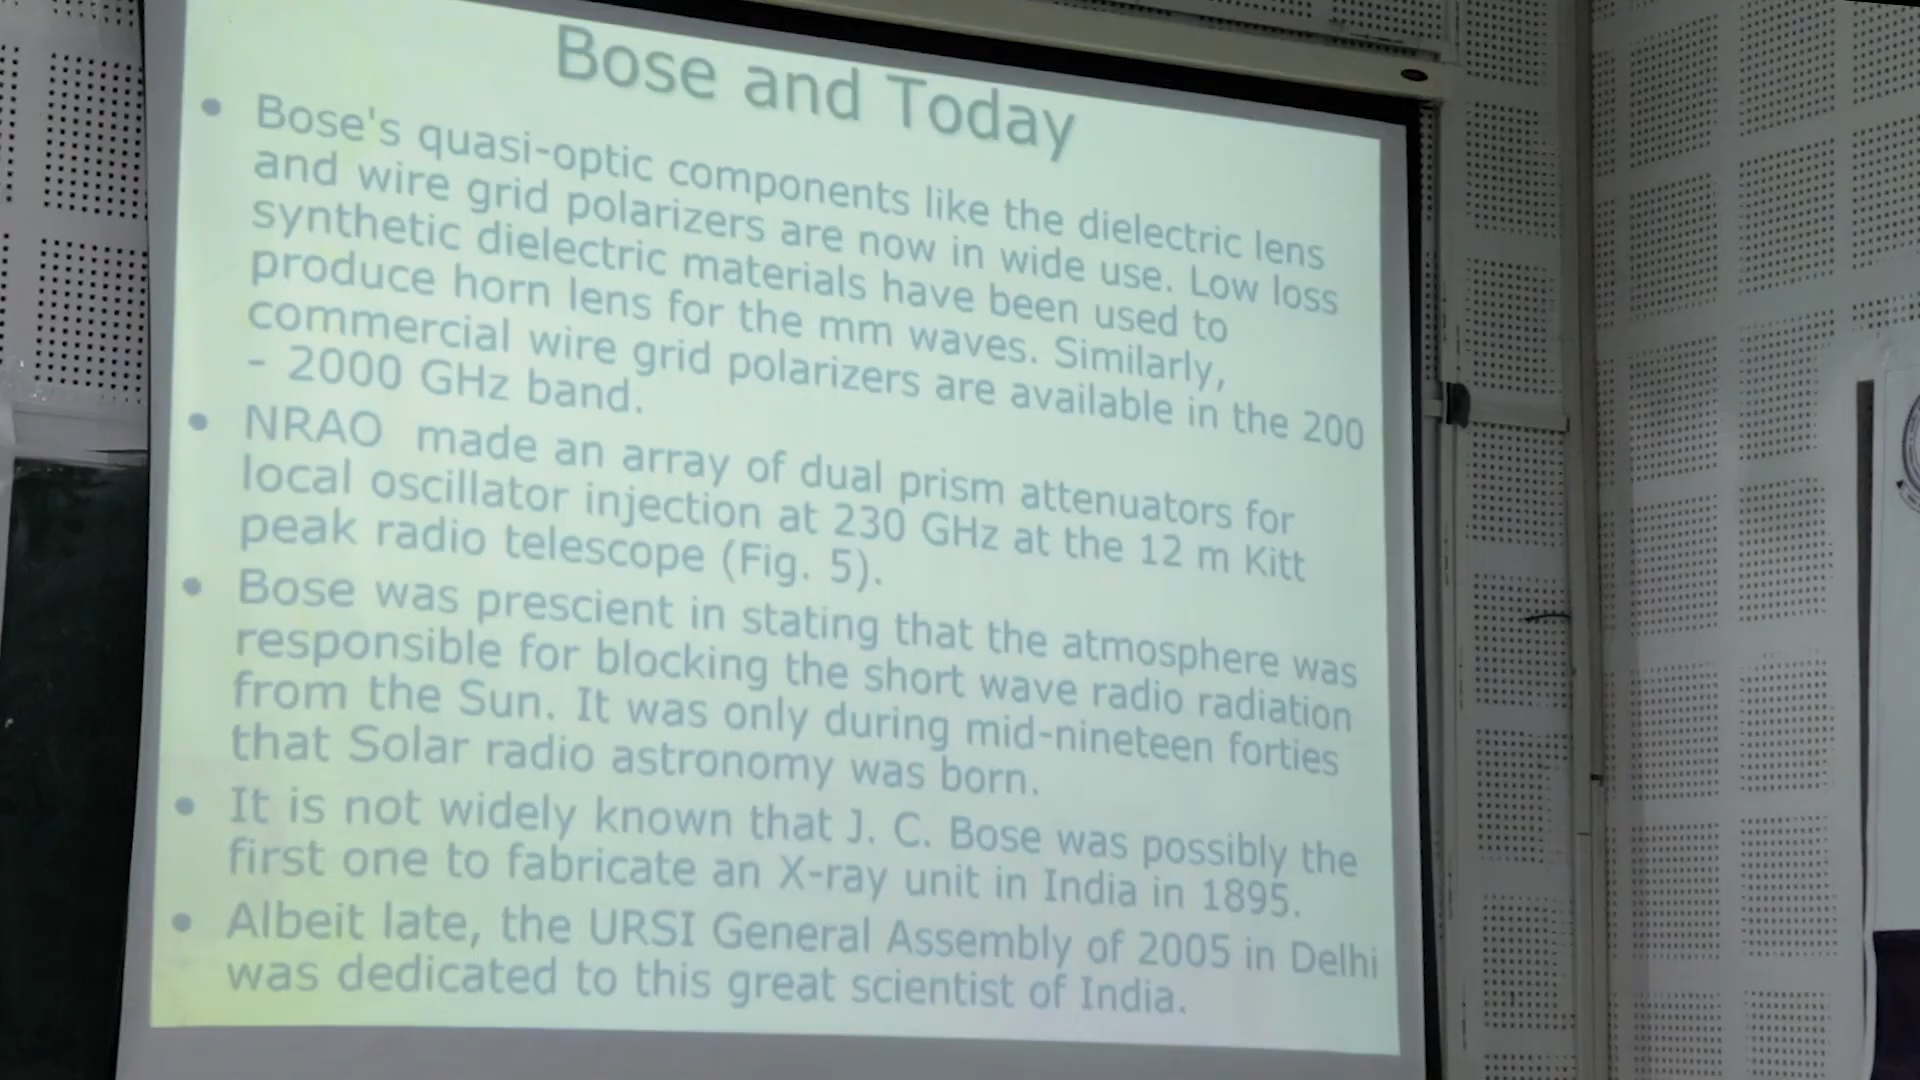 Bose and Today
• Bose's quasi-optic components like the dielectric lens
and wire grid polarizers are now in wide use. Low loss
synthetic dielectric materials have been used to
produce horn lens for the mm waves. Similarly,
commercial wire grid polarizers are available in the 200
- 2000 GHz band.
• NRAO made an array of dual prism attenuators for
local oscillator injection at 230 GHz at the 12 m Kitt
peak radio telescope (Fig. 5).
• Bose was prescient in stating that the atmosphere was
responsible for blocking the short wave radio radiation
from the Sun. It was only during mid-nineteen forties
that Solar radio astronomy was born.
• It is not widely known that J. C. Bose was possibly the
first one to fabricate an X-ray unit in India in 1895.
• Albeit late, the URSI General Assembly of 2005 in Delhi
was dedicated to this great scientist of India.